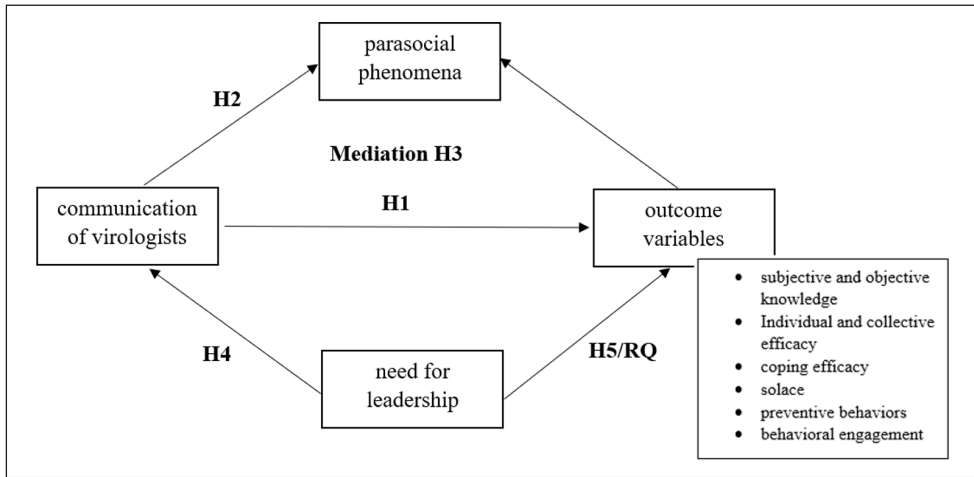 parasocial
phenomena
H2
Mediation H3
communication
of virologists
H1
outcome
variables
H4
need for
leadership
H5/RQ
• subjective and objective
knowledge
• Individual and collective
efficacy
• coping efficacy
• solace
• preventive behaviors
• behavioral engagement